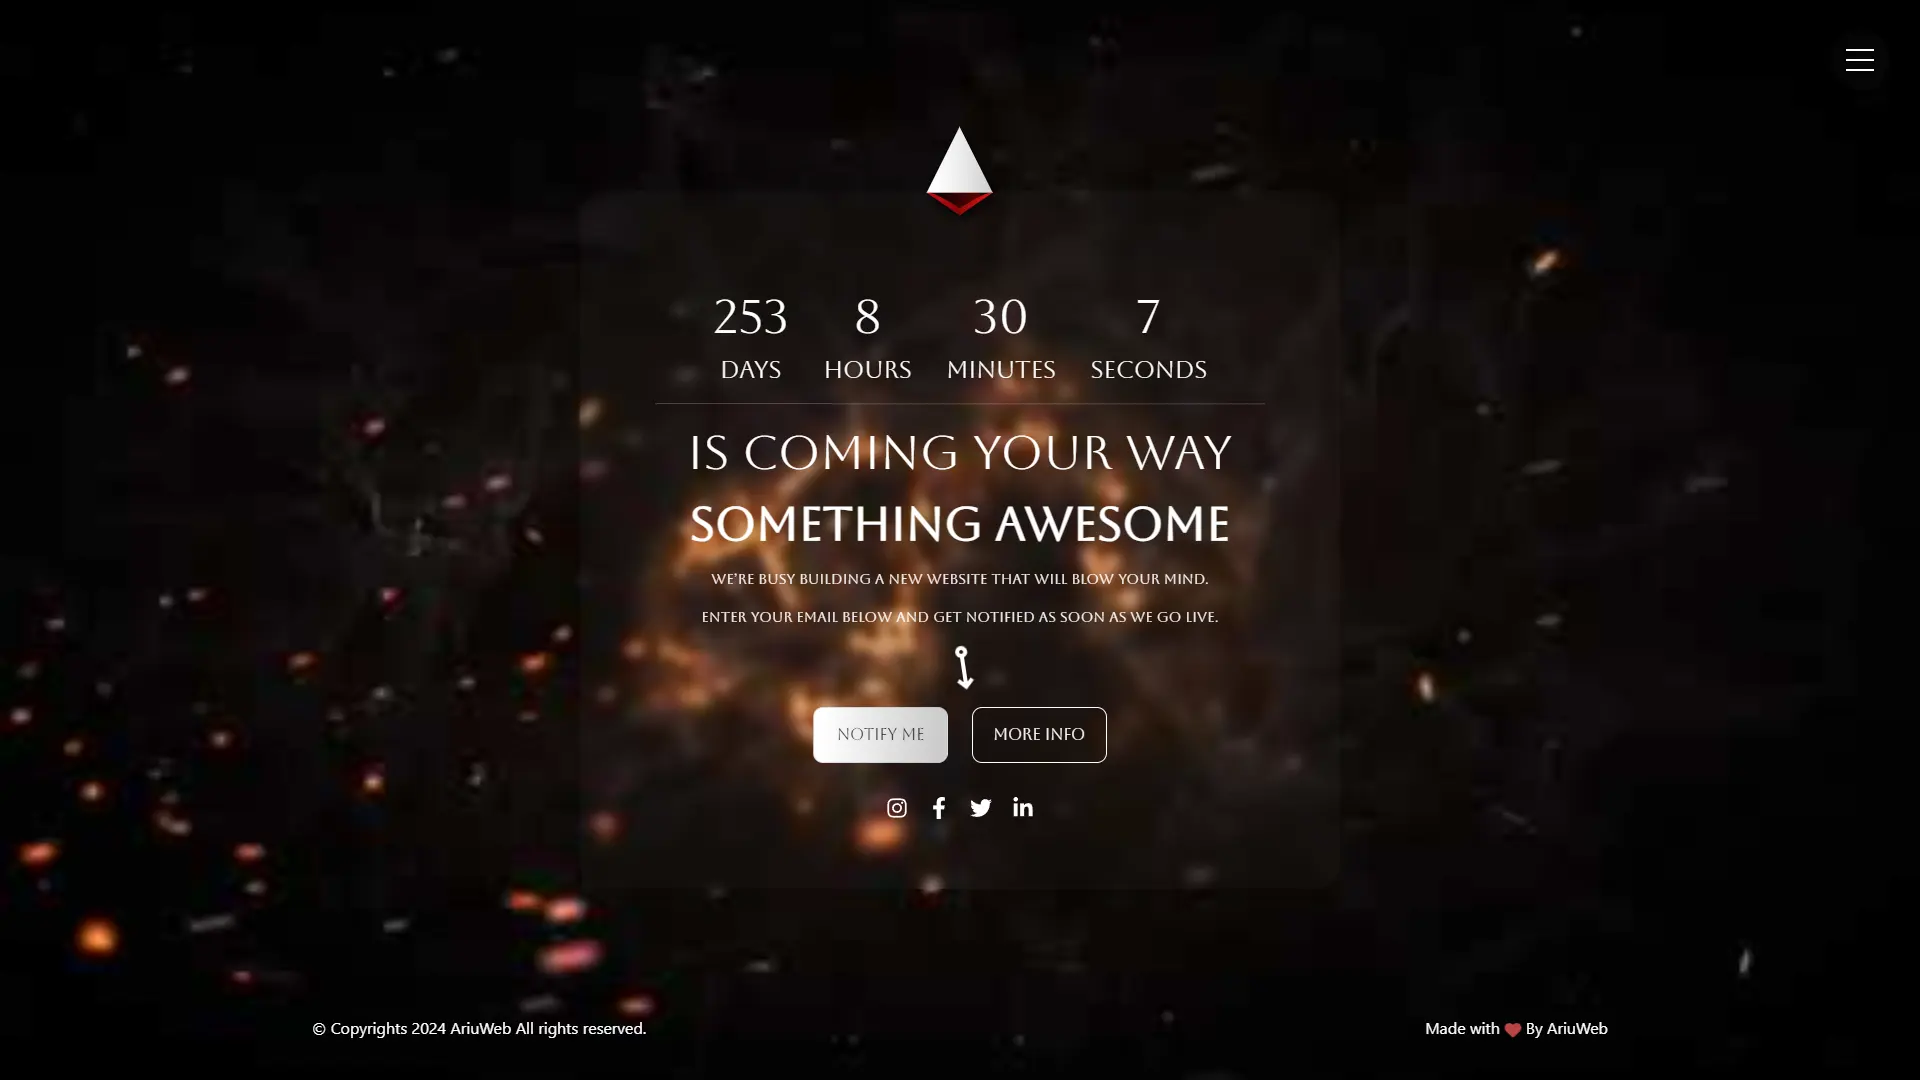 253 8 30 7
DAYS HOURS MINUTES SECONDS
IS COMING YOUR WAY
SOMETHING AWESOME
WE'RE BUSY BUILDING A NEW WEBSITE THAT WILL BLOW YOUR MIND.
ENTER YOUR EMAIL BELOW AND GET NOTIFIED AS SOON AS WE GO LIVE.
NOTIFY ME MORE INFO
© Copyrights 2024 AriuWeb All rights reserved. Made with ❤ By AriuWeb